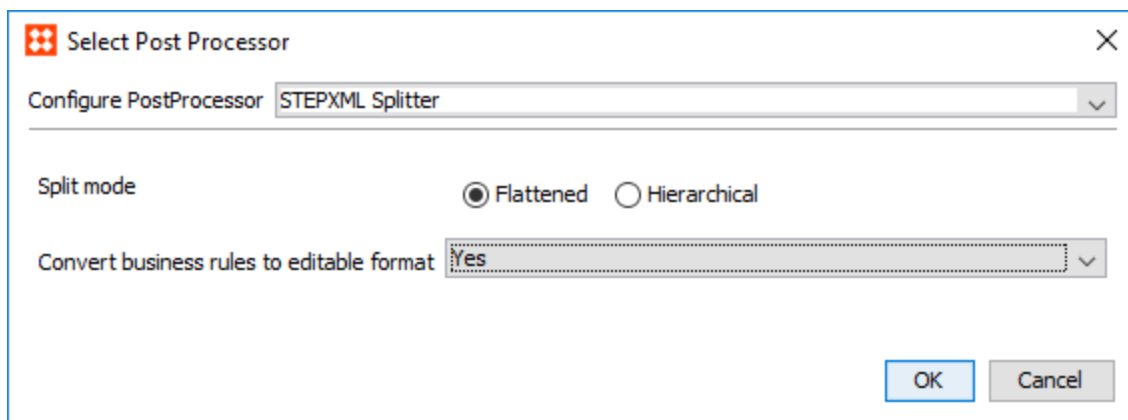 Select Post Processor
Configure PostProcessor STEPXML Splitter
Split mode Flattened Hierarchical
Convert business rules to editable format Yes
OK Cancel